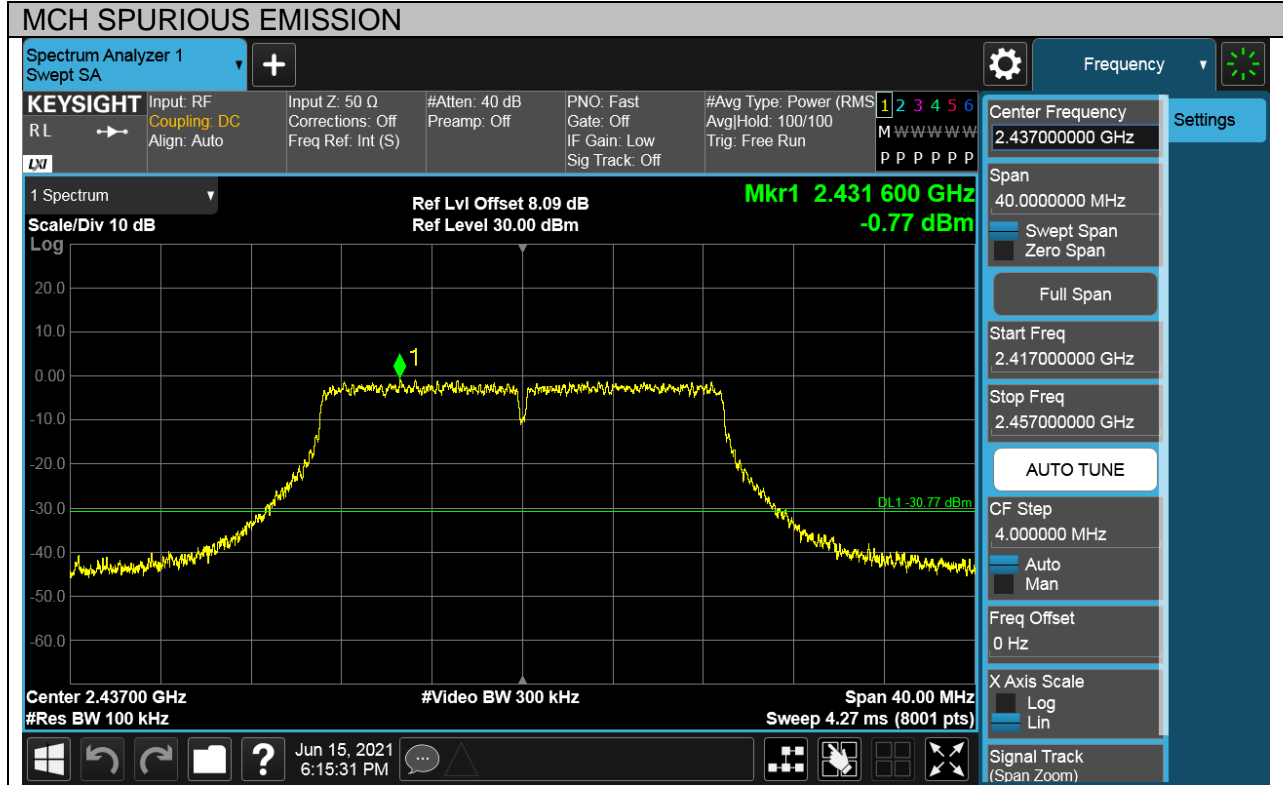 MCH SPURIOUS EMISSION
Spectrum Analyzer 1
Swept SA
Frequency
KEYSIGHT
RL
LXI
Input: RF
Coupling: DC
Align: Auto
Input Z: 50 Ω
Corrections: Off
Freq Ref: Int (S)
#Atten: 40 dB
Preamp: Off
PNO: Fast
Gate: Off
IF Gain: Low
Sig Track: Off
#Avg Type: Power (RMS
Avg|Hold: 100/100
Trig: Free Run
1 2 3 4 5 6
M W W W W W
P P P P P P
1 Spectrum
Scale/Div 10 dB
Log
Ref Lvl Offset 8.09 dB
Ref Level 30.00 dBm
Mkr1 2.431 600 GHz
-0.77 dBm
20.0
10.0
0.00
-10.0
-20.0
-30.0
-40.0
-50.0
-60.0
1
DL1 -30.77 dBm
Center 2.43700 GHz
#Res BW 100 kHz
#Video BW 300 kHz
Span 40.00 MHz
Sweep 4.27 ms (8001 pts)
Jun 15, 2021
6:15:31 PM
?
Center Frequency
2.437000000 GHz
Settings
Span
40.0000000 MHz
Swept Span
Zero Span
Full Span
Start Freq
2.417000000 GHz
Stop Freq
2.457000000 GHz
AUTO TUNE
CF Step
4.000000 MHz
Auto
Man
Freq Offset
0 Hz
X Axis Scale
Log
Lin
Signal Track
(Span Zoom)